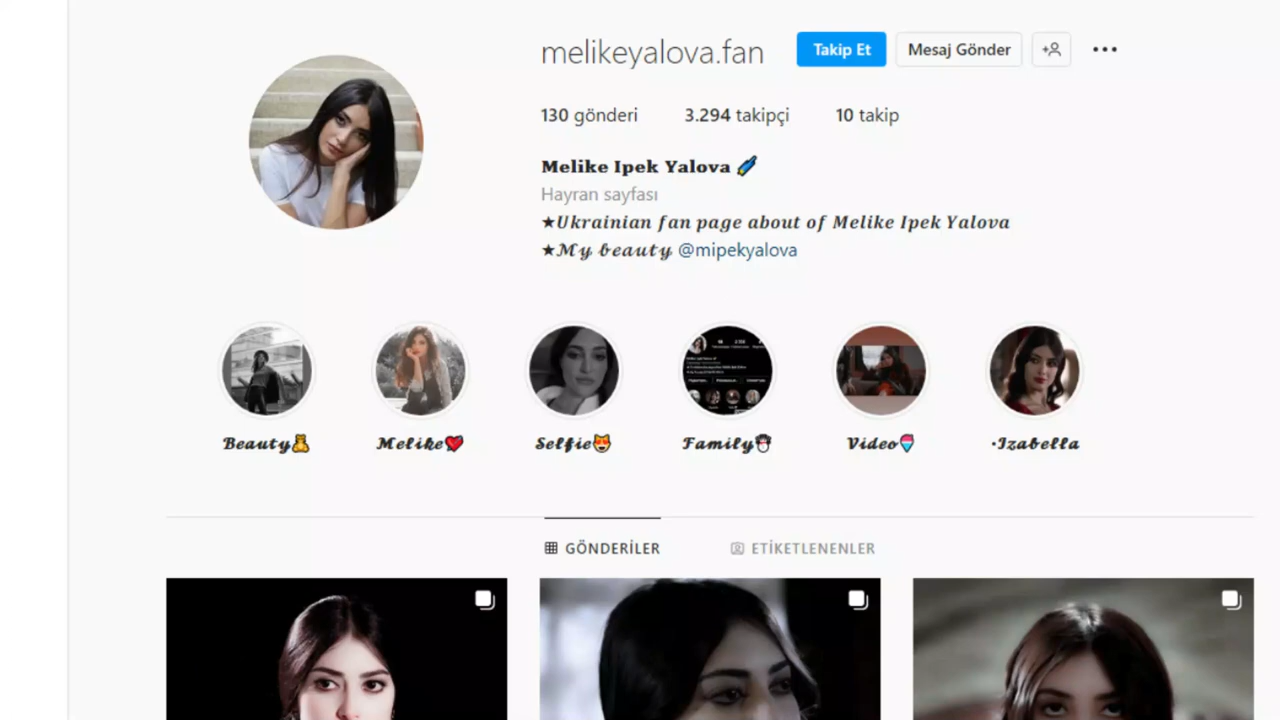 melikeyalova.fan Takip Et Mesaj Gönder
130 gönderi 3.294 takipçi 10 takip
Melike Ipek Yalova
Hayran sayfası
★Ukrainian fan page about of Melike Ipek Yalova
★My beauty @mipekyalova
Beauty Melike Selfie Family Video •Izabella
GÖNDERİLER ETİKETLENENLER